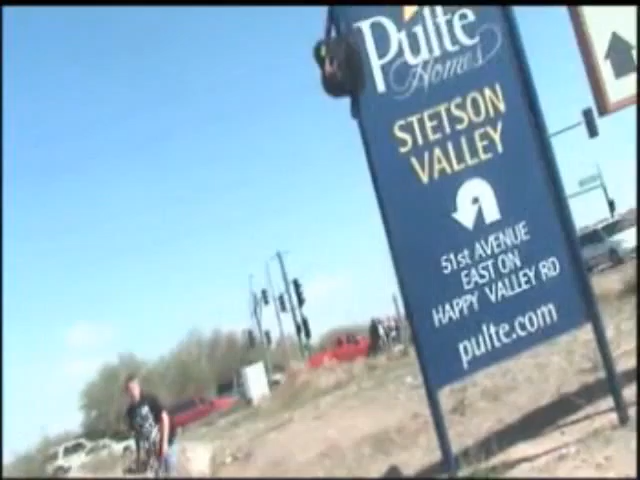 Pulte
Homes
STETSON
VALLEY
51st AVENUE
EAST ON
HAPPY VALLEY RD
pulte.com